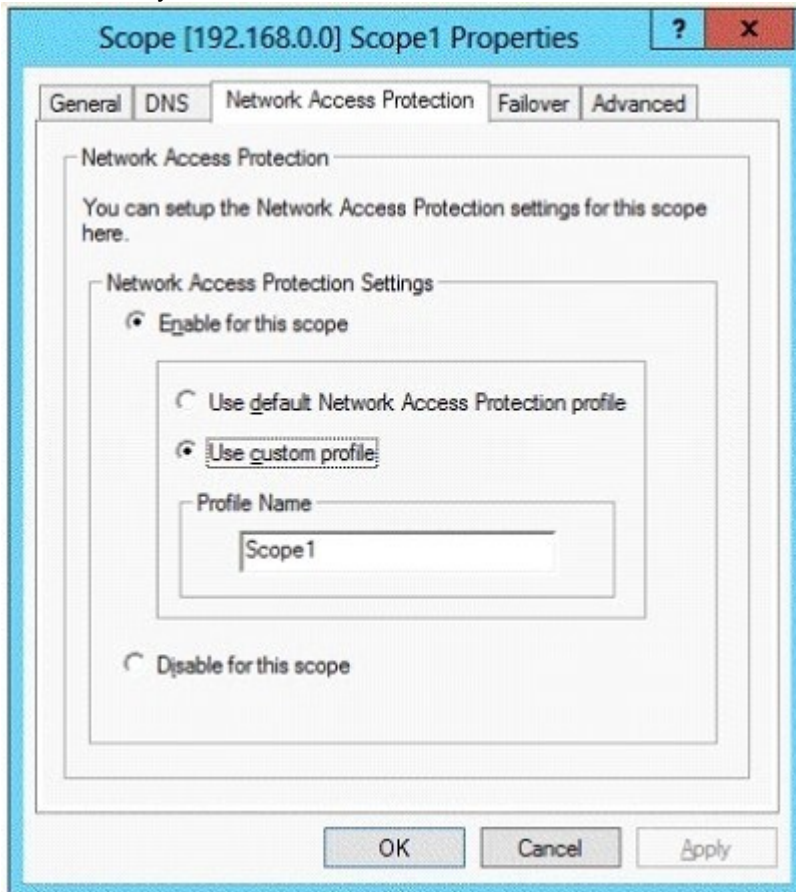 Scope [192.168.0.0] Scope1 Properties
? x
General DNS Network Access Protection Failover Advanced
Network Access Protection
You can setup the Network Access Protection settings for this scope
here.
Network Access Protection Settings
Enable for this scope
Use default Network Access Protection profile
Use custom profile
Profile Name
Scope1
Disable for this scope
OK Cancel Apply